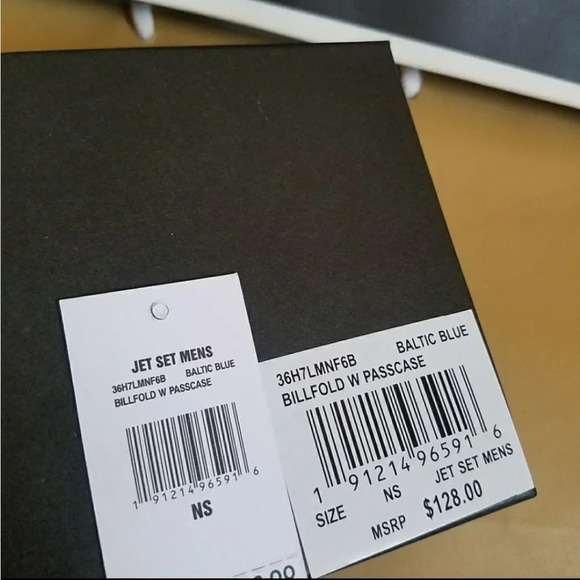 JET SET MENS
36H7LMNF6B BALTIC BLUE
BILLFOLD W PASSCASE
1 91214 96591 6
NS
36H7LMNF6B BALTIC BLUE
BILLFOLD W PASSCASE
1 91214 96591 6
SIZE NS JET SET MENS
MSRP $128.00